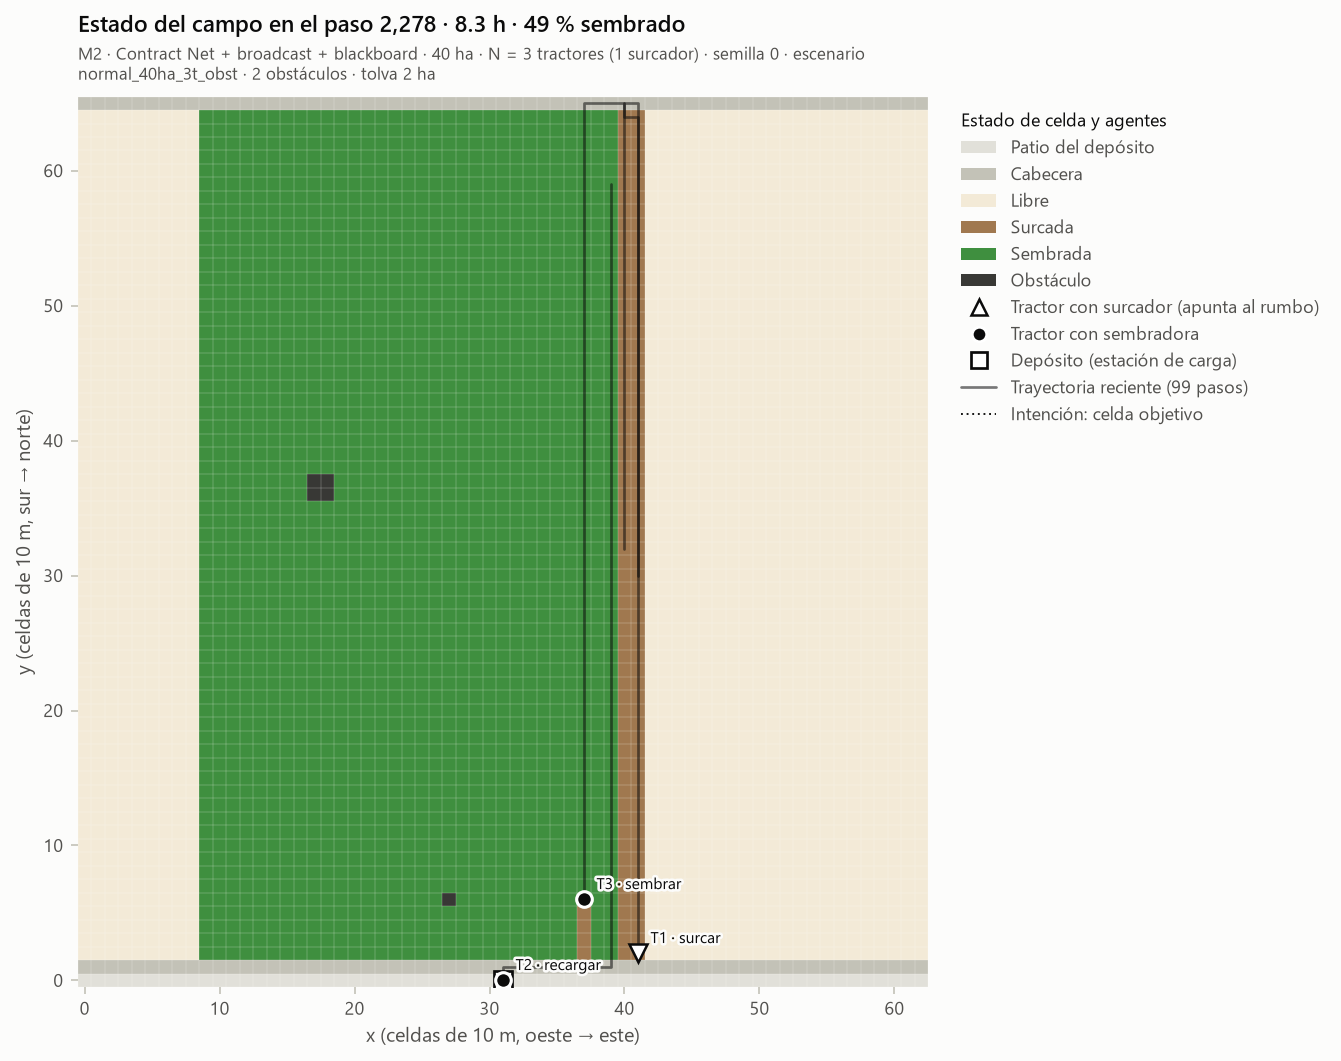 Estado del campo en el paso 2,278 · 8.3 h · 49 % sembrado
M2 · Contract Net + broadcast + blackboard · 40 ha · N = 3 tractores (1 surcador) · semilla 0 · escenario
normal_40ha_3t_obst · 2 obstáculos · tolva 2 ha
Estado de celda y agentes
Patio del depósito
Cabecera
Libre
Surcada
Sembrada
Obstáculo
Tractor con surcador (apunta al rumbo)
Tractor con sembradora
Depósito (estación de carga)
Trayectoria reciente (99 pasos)
Intención: celda objetivo
y (celdas de 10 m, sur → norte)
60
50
40
30
20
10
0
T3 · sembrar
T1 · surcar
T2 · recargar
0 10 20 30 40 50 60
x (celdas de 10 m, oeste → este)